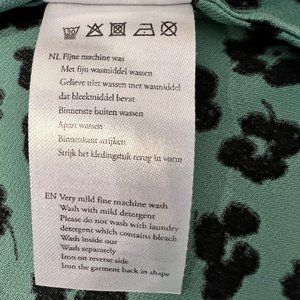 NL Fijne machine was
Met fijn wasmiddel wassen
Gelieve niet wassen met wasmiddel
dat bleekmiddel bevat
Binnenste buiten wassen
Apart wassen
Binnenkant strijken
Strijk het kledingstuk terug in vorm
EN Very mild fine machine wash
Wash with mild detergent
Please do not wash with laundry
detergent which contains bleach
Wash inside out
Wash separately
Iron on reverse side
Iron the garment back in shape